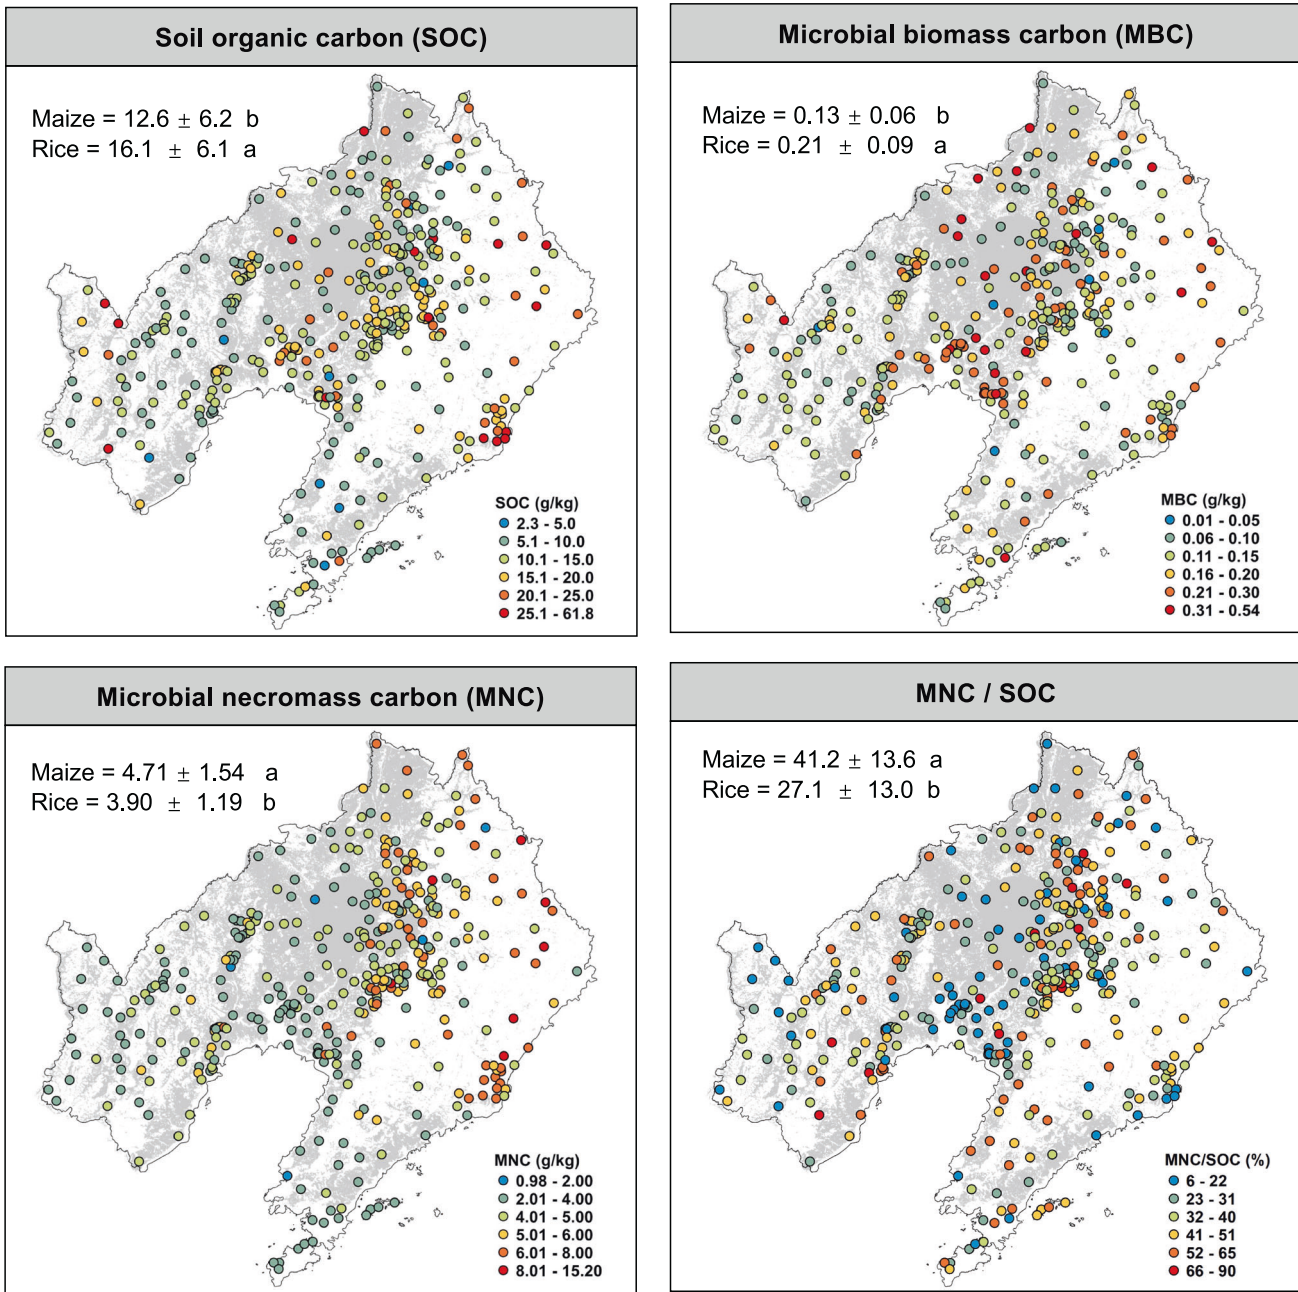 Soil organic carbon (SOC)
Maize = 12.6 ± 6.2 b
Rice = 16.1 ± 6.1 a
SOC (g/kg)
2.3 - 5.0
5.1 - 10.0
10.1 - 15.0
15.1 - 20.0
20.1 - 25.0
25.1 - 61.8
Microbial biomass carbon (MBC)
Maize = 0.13 ± 0.06 b
Rice = 0.21 ± 0.09 a
MBC (g/kg)
0.01 - 0.05
0.06 - 0.10
0.11 - 0.15
0.16 - 0.20
0.21 - 0.30
0.31 - 0.54
Microbial necromass carbon (MNC)
Maize = 4.71 ± 1.54 a
Rice = 3.90 ± 1.19 b
MNC (g/kg)
0.98 - 2.00
2.01 - 4.00
4.01 - 5.00
5.01 - 6.00
6.01 - 8.00
8.01 - 15.20
MNC / SOC
Maize = 41.2 ± 13.6 a
Rice = 27.1 ± 13.0 b
MNC/SOC (%)
6 - 22
23 - 31
32 - 40
41 - 51
52 - 65
66 - 90